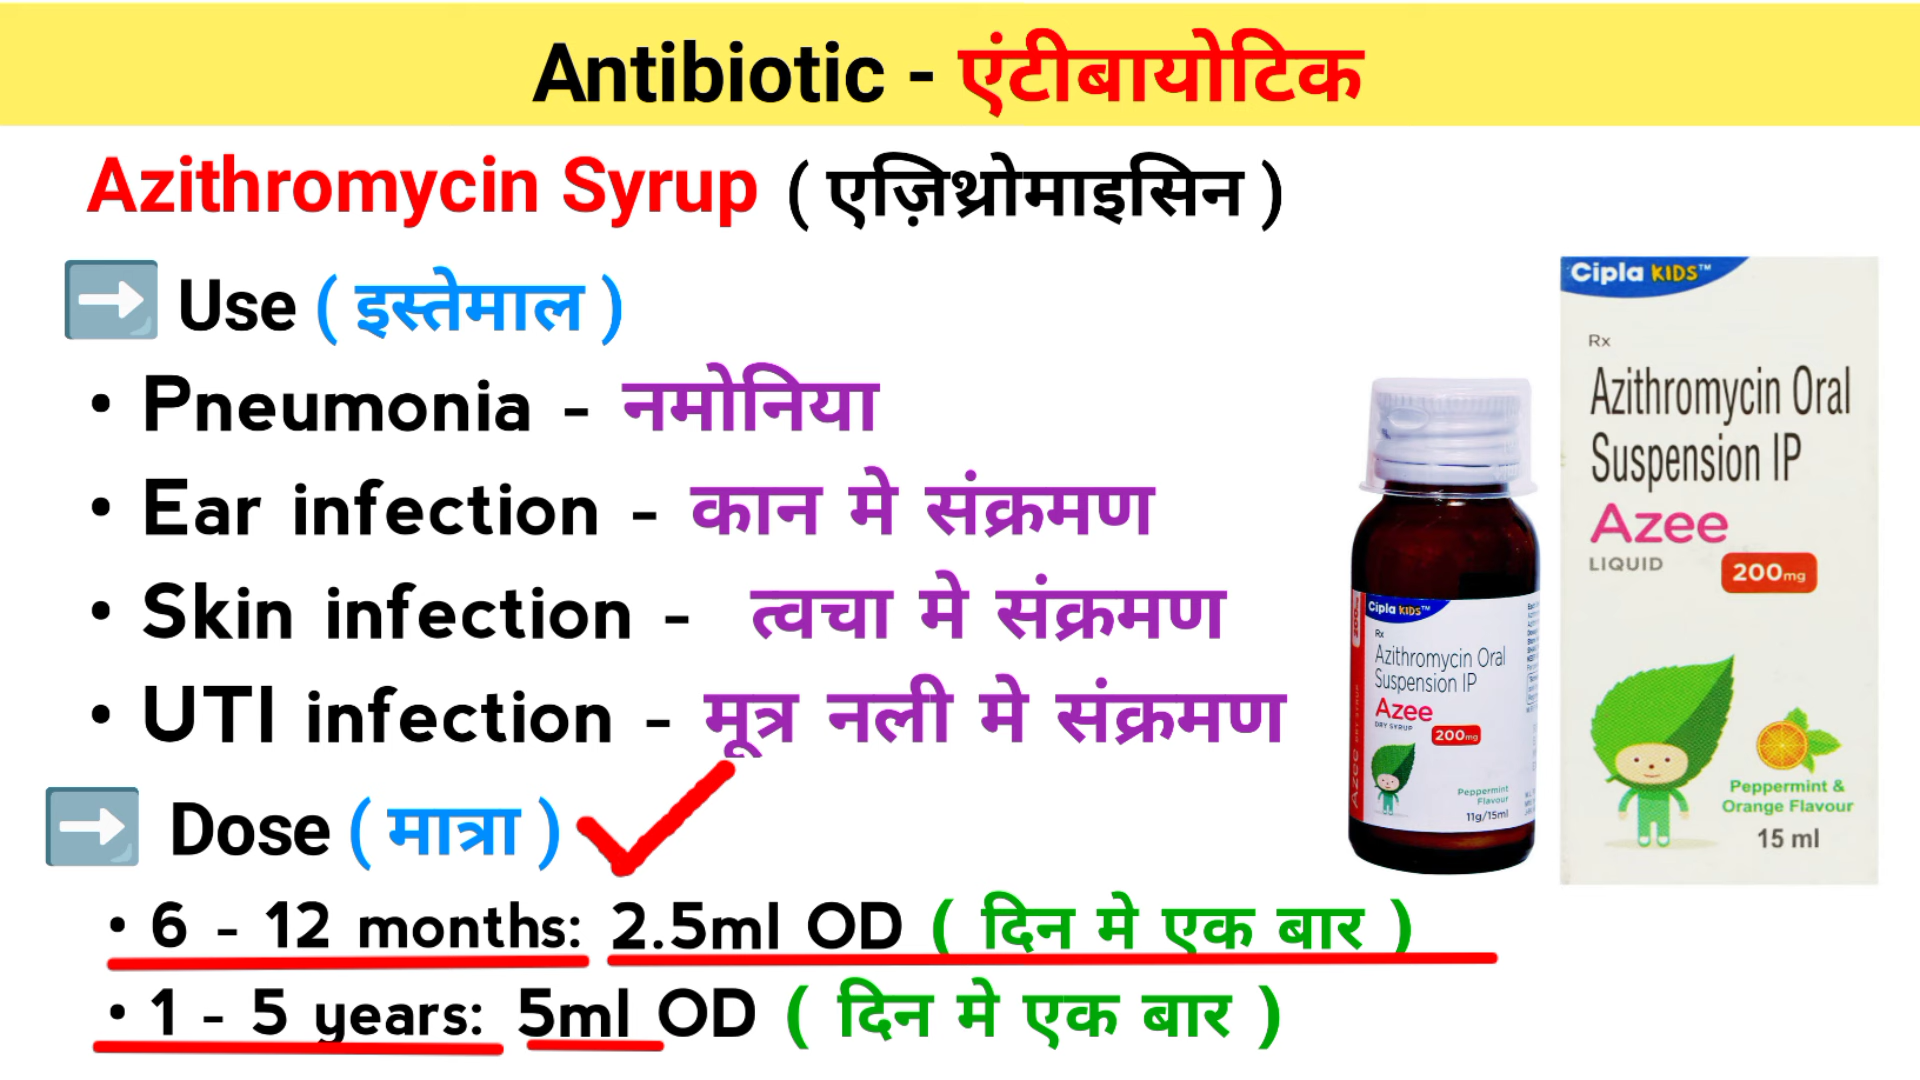 Antibiotic - एंटीबायोटिक
Azithromycin Syrup ( एज़िथ्रोमाइसिन )
Use ( इस्तेमाल )
• Pneumonia - नमोनिया
• Ear infection - कान मे संक्रमण
• Skin infection - त्वचा मे संक्रमण
• UTI infection - मूत्र नली मे संक्रमण
Dose ( मात्रा )
• 6 - 12 months: 2.5ml OD ( दिन मे एक बार )
• 1 - 5 years: 5ml OD ( दिन मे एक बार )
Cipla KIDS™
Rx
Azithromycin Oral
Suspension IP
Azee
DRY SYRUP
200mg
Peppermint
Flavour
11g/15ml
Cipla KIDS™
Rx
Azithromycin Oral
Suspension IP
Azee
LIQUID
200mg
Peppermint &
Orange Flavour
15 ml